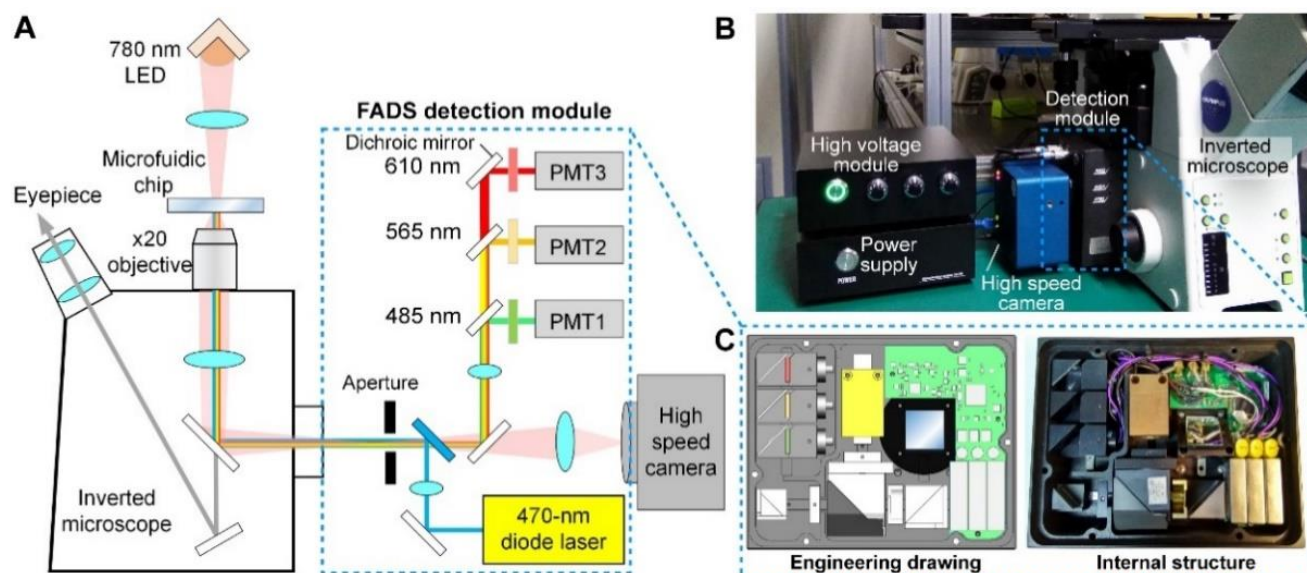 A
780 nm
LED
Microfuidic
chip
Eyepiece
x20
objective
Inverted
microscope
FADS detection module
Dichroic mirror
610 nm
PMT3
565 nm
PMT2
485 nm
PMT1
Aperture
High
speed
camera
470-nm
diode laser
B
Detection
module
High voltage
module
Inverted
microscope
Power
supply
POWER
High speed
camera
C
Engineering drawing
Internal structure